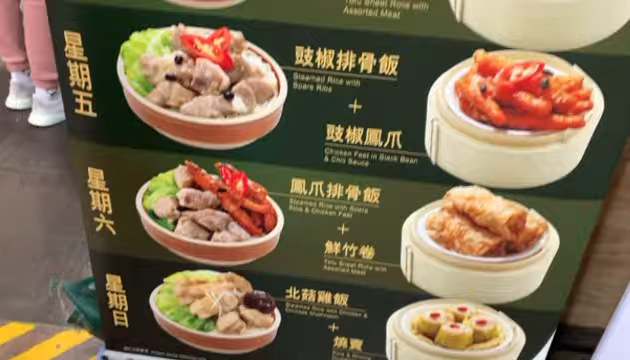 Tofu Sheet Rolls with
Assorted Meat
星期五
豉椒排骨飯
Steamed Rice with
Spare Ribs
+
豉椒鳳爪
Chicken Feet in Black Bean
& Chili Sauce
星期六
鳳爪排骨飯
Steamed Rice with Spare
Ribs & Chicken Feet
+
鮮竹卷
Tofu Sheet Rolls with
Assorted Meat
星期日
北菇雞飯
Steamed Rice with Chicken &
Chinese Mushroom
+
燒賣